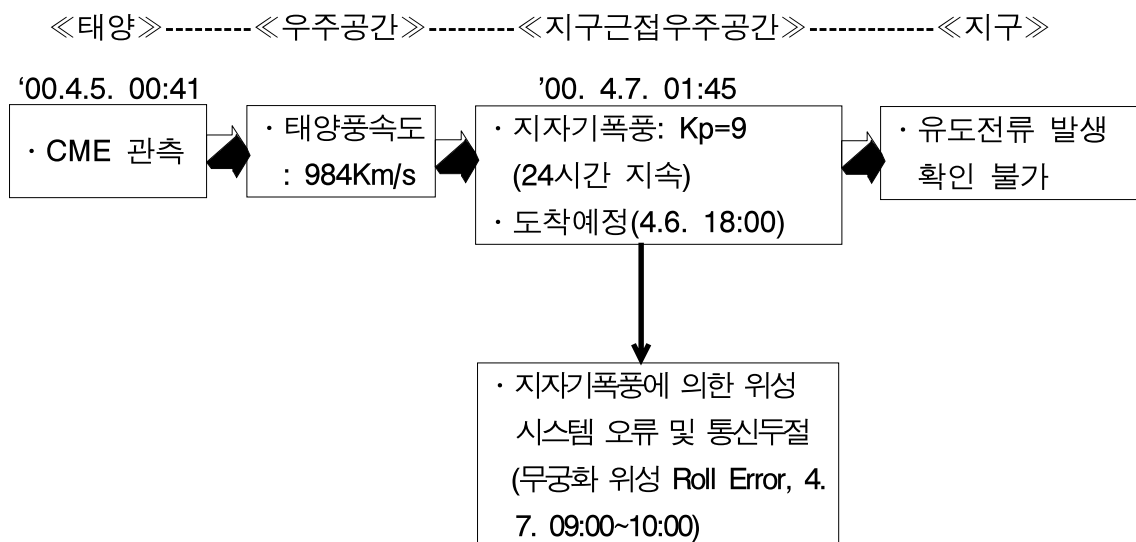 ≪태양≫---------≪우주공간≫--------≪지구근접우주공간≫-------------≪지구≫
‘00.4.5. 00:41
· CME 관측
· 태양풍속도
: 984Km/s
’00. 4.7. 01:45
· 지자기폭풍: Kp=9
(24시간 지속)
· 도착예정(4.6. 18:00)
· 유도전류 발생
확인 불가
· 지자기폭풍에 의한 위성
시스템 오류 및 통신두절
(무궁화 위성 Roll Error, 4.
7. 09:00~10:00)